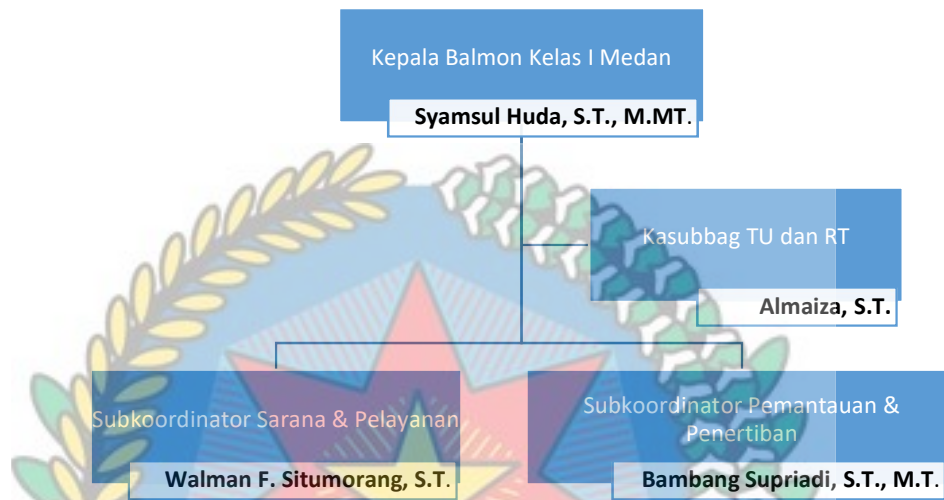 Kepala Balmon Kelas I Medan
Syamsul Huda, S.T., M.MT.
Kasubbag TU dan RT
Almaiza, S.T.
Subkoordinator Sarana & Pelayanan
Walman F. Situmorang, S.T.
Subkoordinator Pemantauan &
Penertiban
Bambang Supriadi, S.T., M.T.